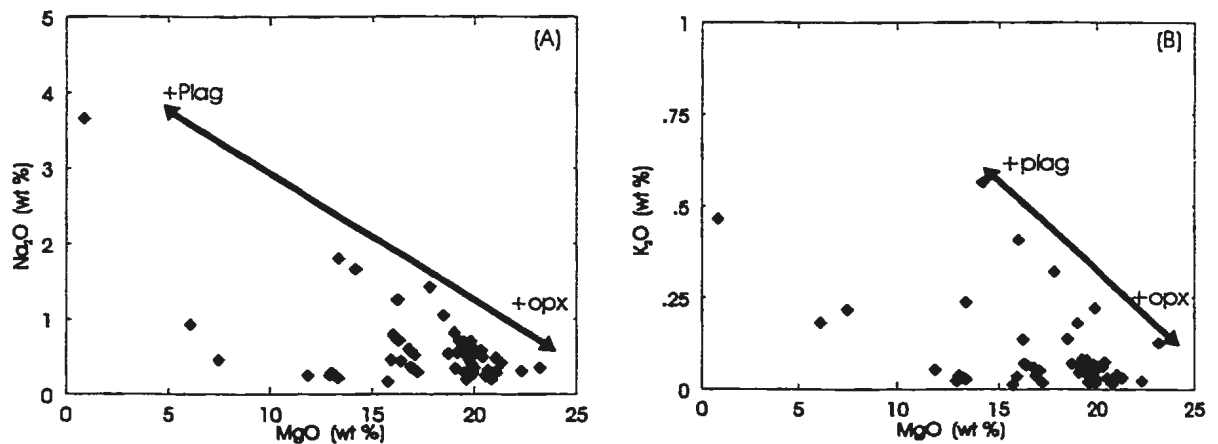 (A)
5
4
3
2
1
0
Na₂O (wt %)
+Plag
+opx
0 5 10 15 20 25
MgO (wt %)
(B)
1
.75
.5
.25
0
K₂O (wt %)
+plag
+opx
0 5 10 15 20 25
MgO (wt %)